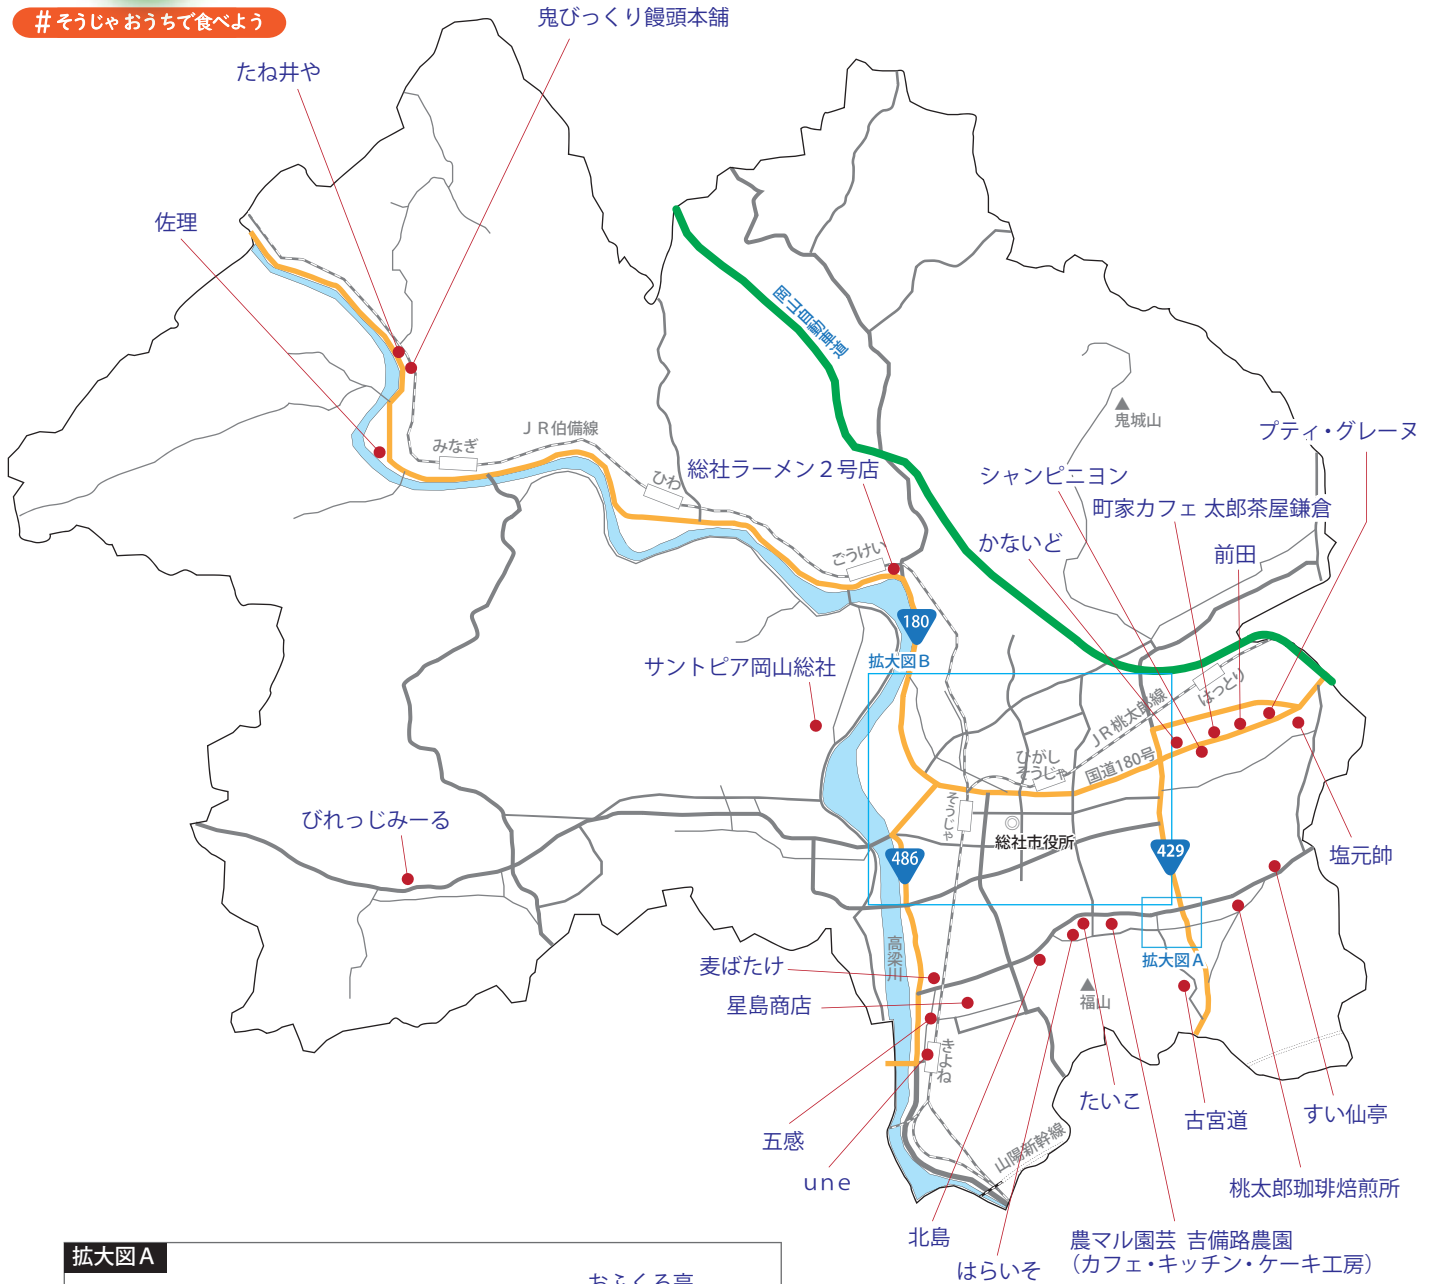 #そうじゃ おうちで食べよう
鬼びっくり饅頭本舗
たね井や
佐理
岡山自動車道
鬼城山
プティ・グレーヌ
JR伯備線
みなぎ
ひわ
総社ラーメン2号店
シャンピニヨン
町家カフェ 太郎茶屋鎌倉
かないど
前田
ごうけい
180
拡大図B
サントピア岡山総社
はっとり
JR桃太郎線
国道180号
ひがし
そうじゃ
そうじゃ
総社市役所
びれっじみーる
486
429
塩元帥
高梁川
拡大図A
麦ばたけ
星島商店
福山
きよね
たいこ
古宮道
すい仙亭
五感
une
山陽新幹線
桃太郎珈琲焙煎所
北島
農マル園芸 吉備路農園
(カフェ・キッチン・ケーキ工房)
はらいそ
拡大図A
おふくろ亭